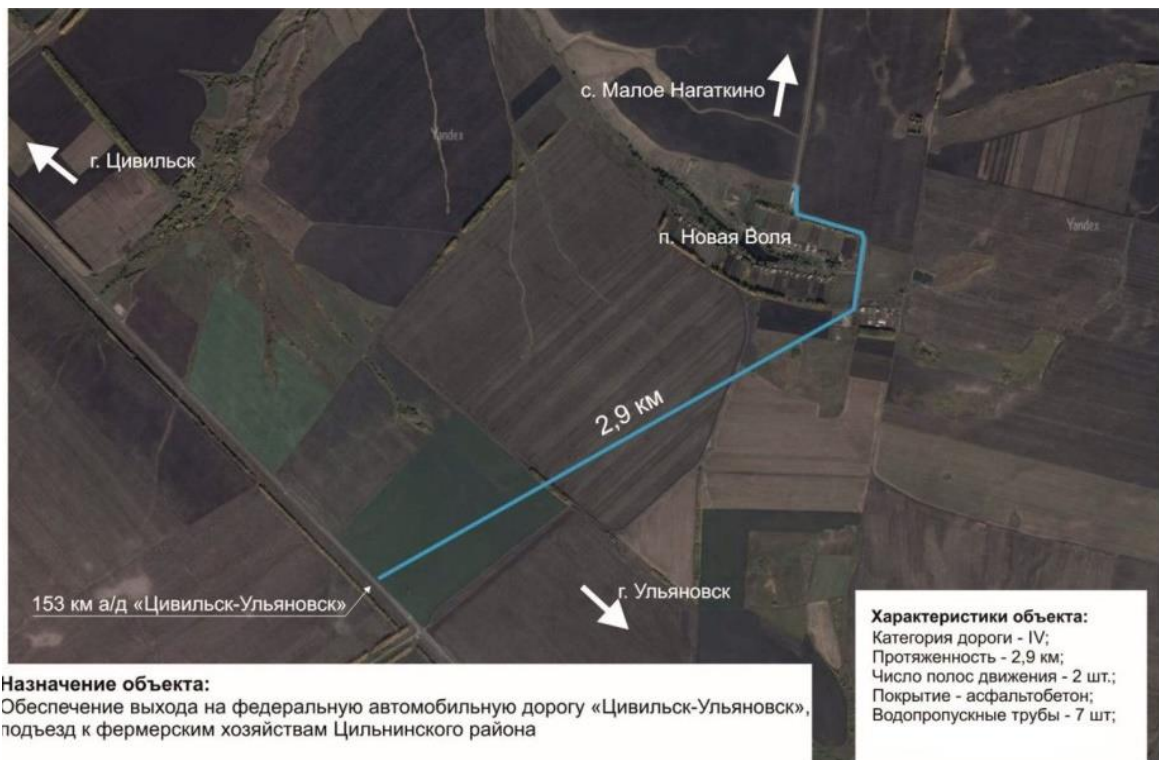 с. Малое Нагаткино
Yandex
г. Цивильск
Yandex
п. Новая Воля
2,9 км
г. Ульяновск
153 км а/д «Цивильск-Ульяновск»
Характеристики объекта:
Категория дороги - IV;
Протяженность - 2,9 км;
Число полос движения - 2 шт.;
Покрытие - асфальтобетон;
Водопропускные трубы - 7 шт;
Назначение объекта:
Обеспечение выхода на федеральную автомобильную дорогу «Цивильск-Ульяновск»,
подъезд к фермерским хозяйствам Цильнинского района